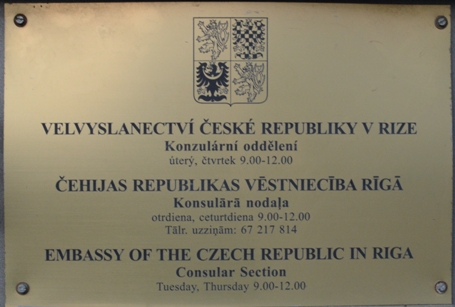 VELVYSLANECTVÍ ČESKÉ REPUBLIKY V RIZE
Konzulární oddělení
úterý, čtvrtek 9.00-12.00
ČEHIJAS REPUBLIKAS VĒSTNIECĪBA RĪGĀ
Konsulārā nodaļa
otrdiena, ceturtdiena 9.00-12.00
Tālr. uzziņām: 67 217 814
EMBASSY OF THE CZECH REPUBLIC IN RIGA
Consular Section
Tuesday, Thursday 9.00-12.00